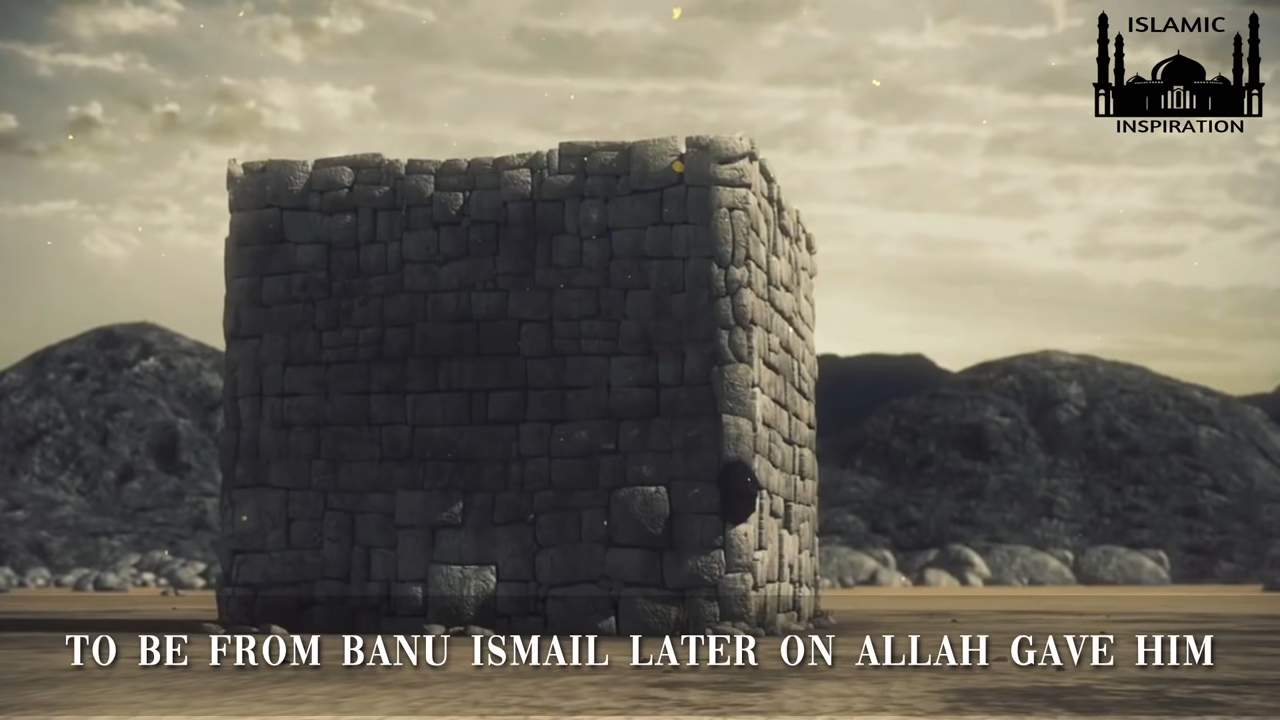 ISLAMIC
INSPIRATION
TO BE FROM BANU ISMAIL LATER ON ALLAH GAVE HIM